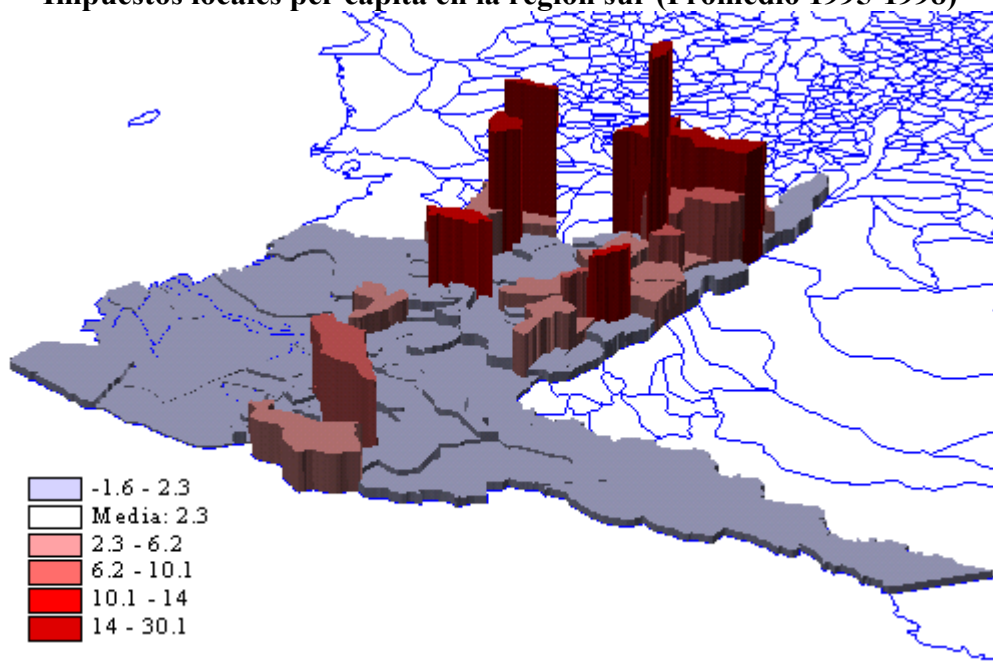 Impuestos locales per cápita en la región sur (Promedio 1995-1998)
-1.6 - 2.3
Media: 2.3
2.3 - 6.2
6.2 - 10.1
10.1 - 14
14 - 30.1